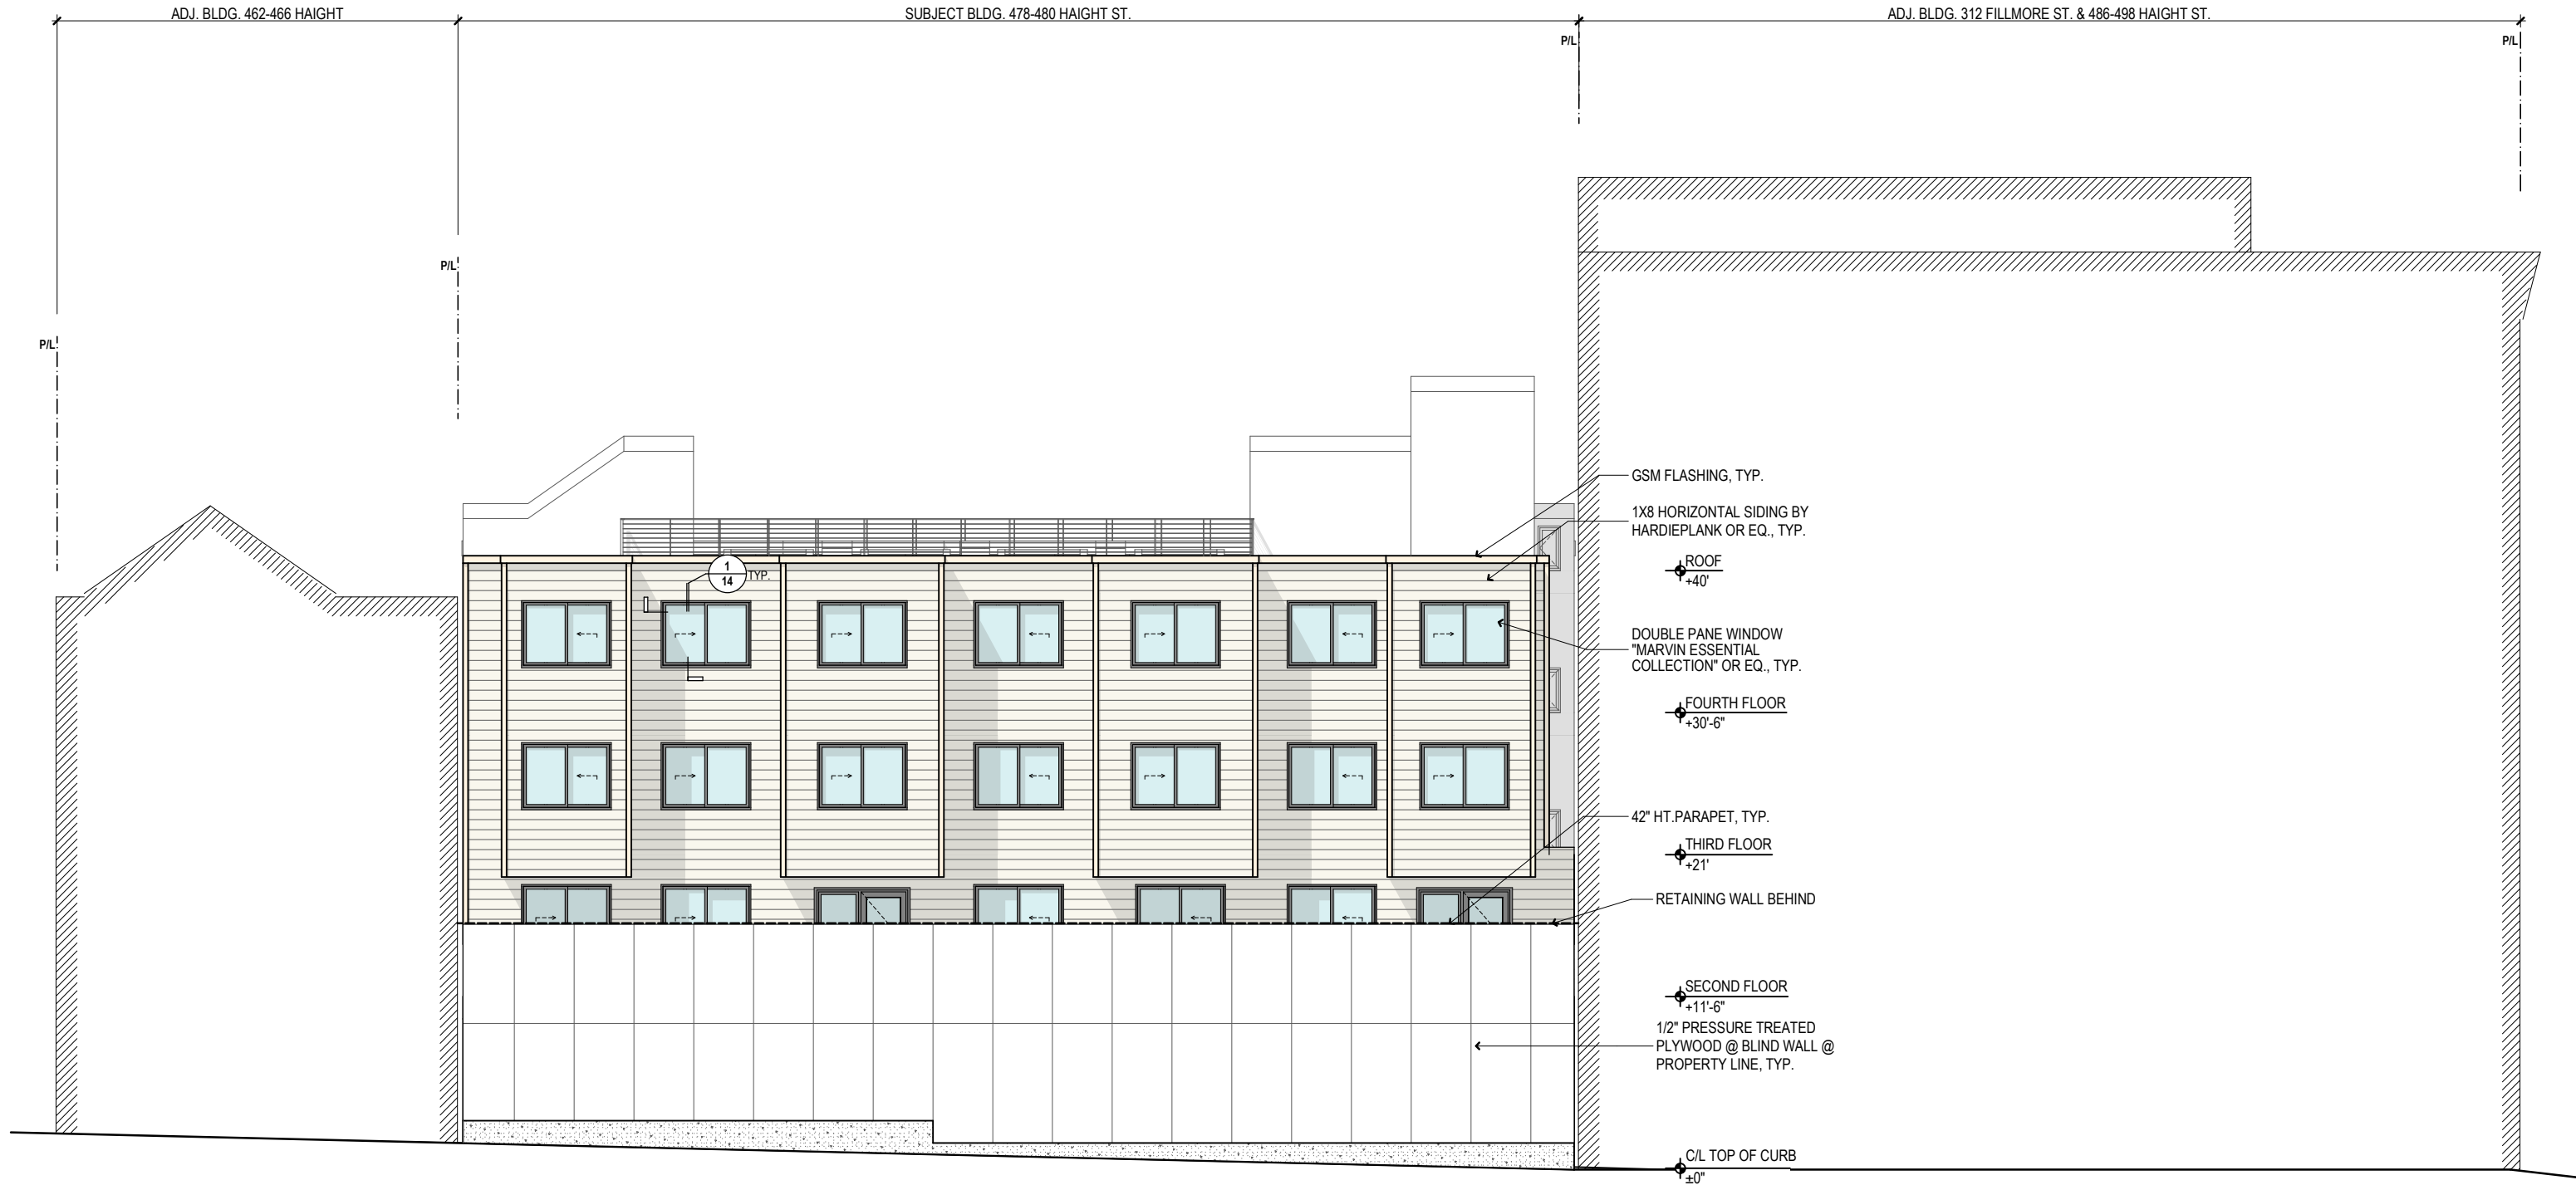 ADJ. BLDG. 462-466 HAIGHT
SUBJECT BLDG. 478-480 HAIGHT ST.
ADJ. BLDG. 312 FILLMORE ST. & 486-498 HAIGHT ST.
P/L
P/L
P/L
P/L
GSM FLASHING, TYP.
1X8 HORIZONTAL SIDING BY
HARDIEPLANK OR EQ., TYP.
ROOF
+40'
1
14
TYP.
DOUBLE PANE WINDOW
"MARVIN ESSENTIAL
COLLECTION" OR EQ., TYP.
FOURTH FLOOR
+30'-6"
42" HT.PARAPET, TYP.
THIRD FLOOR
+21'
RETAINING WALL BEHIND
SECOND FLOOR
+11'-6"
1/2" PRESSURE TREATED
PLYWOOD @ BLIND WALL @
PROPERTY LINE, TYP.
C/L TOP OF CURB
±0"